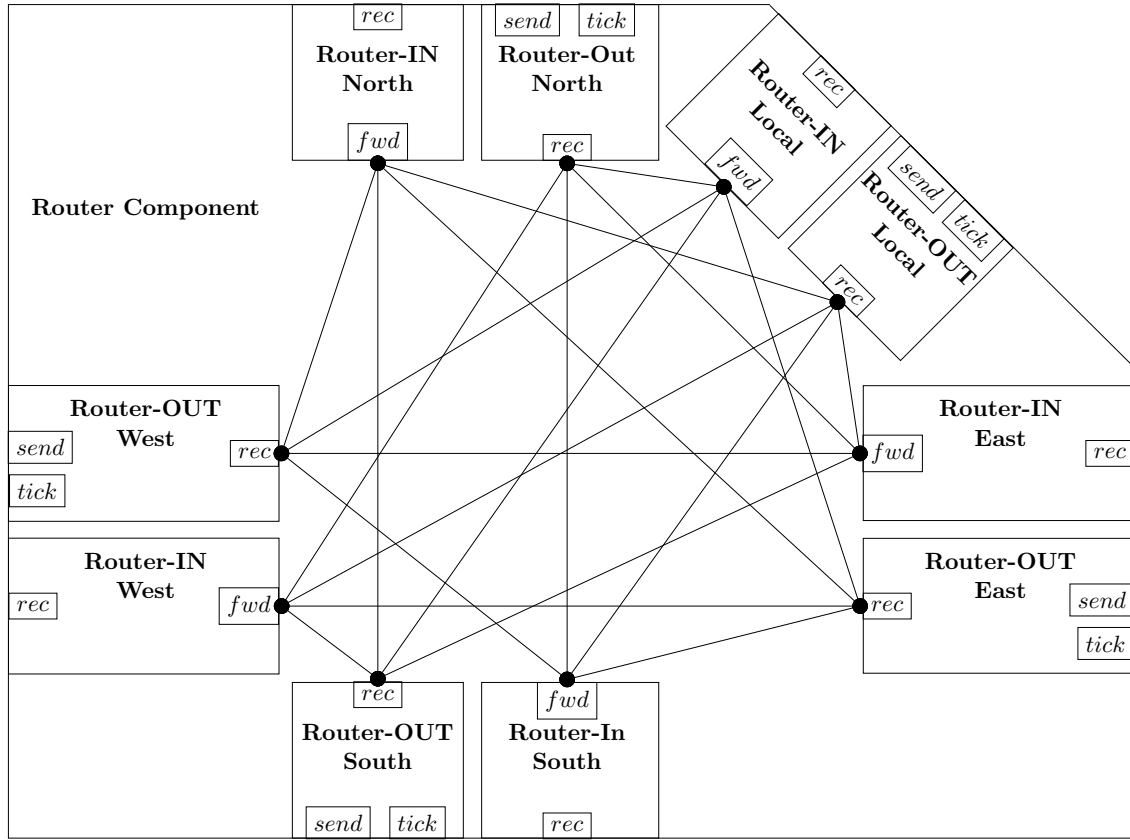 rec
Router-IN
North
fwd
send
tick
Router-Out
North
rec
rec
Router-IN
Local
fwd
send
tick
Router-OUT
Local
rec
Router Component
Router-OUT
West
send
rec
tick
Router-IN
East
fwd
rec
Router-IN
West
rec
fwd
Router-OUT
East
rec
send
tick
rec
Router-OUT
South
send
tick
fwd
Router-In
South
rec